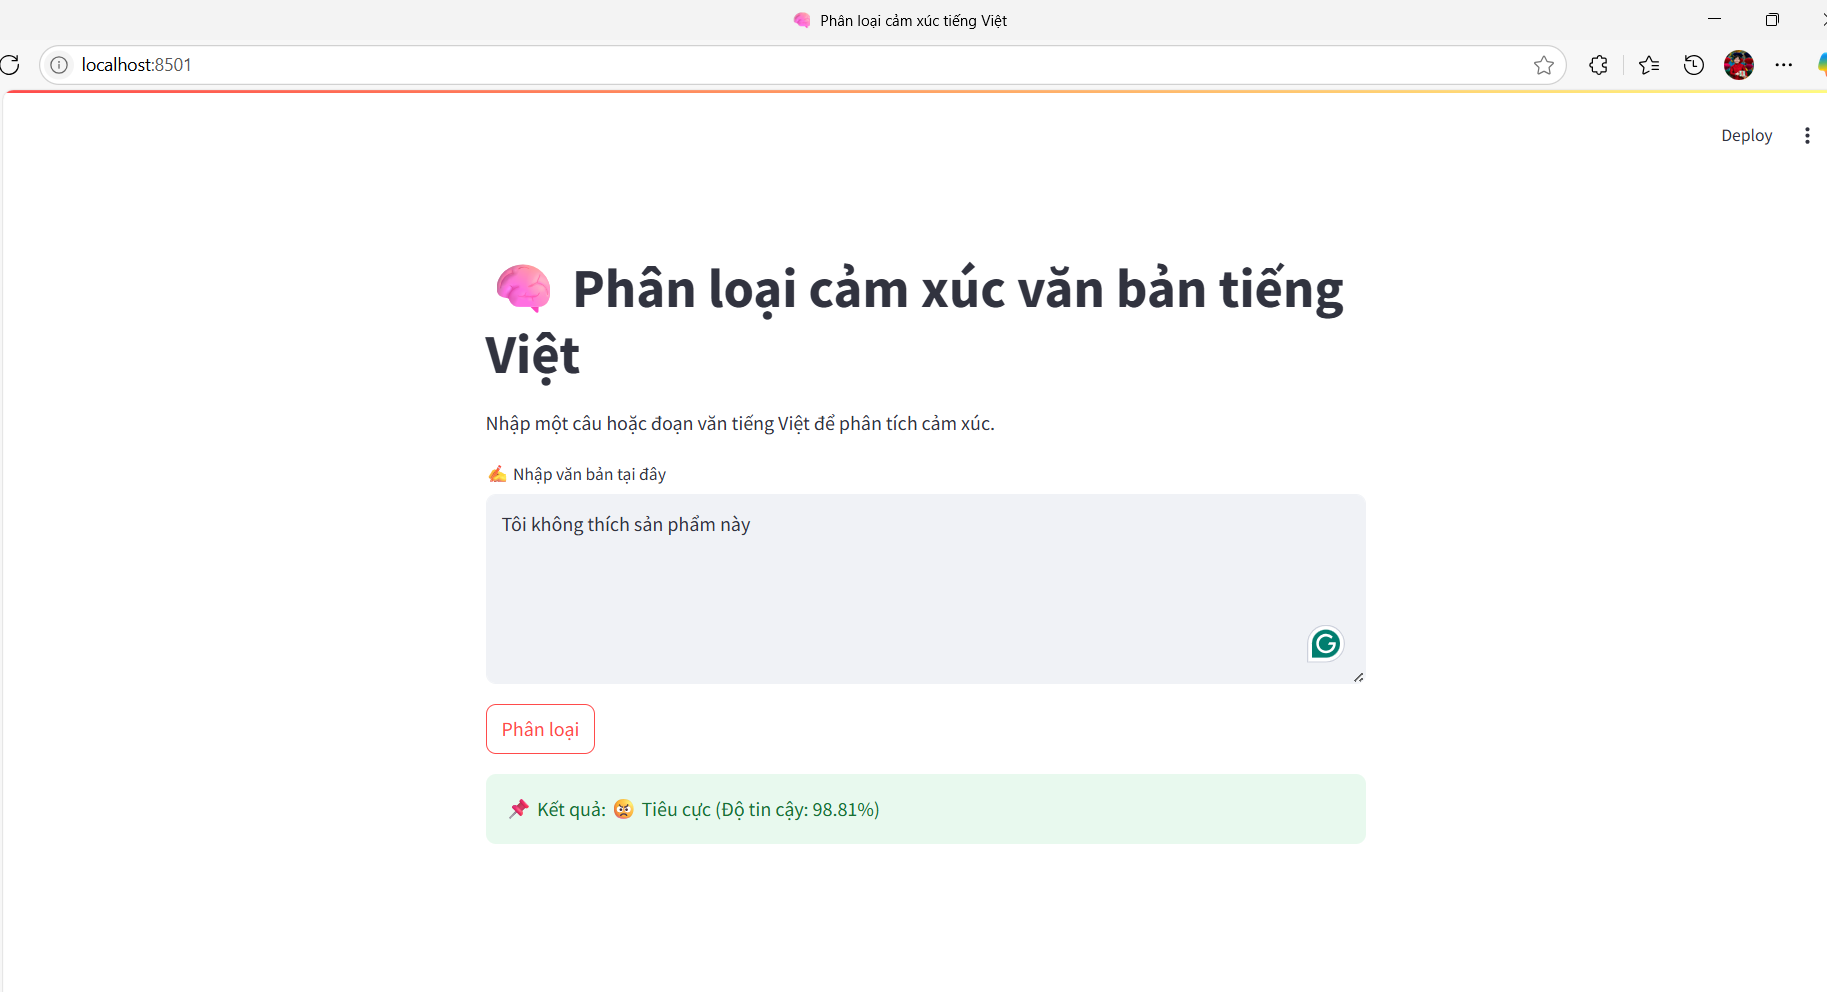 🧠 Phân loại cảm xúc tiếng Việt
localhost:8501
Deploy
🧠 Phân loại cảm xúc văn bản tiếng
Việt
Nhập một câu hoặc đoạn văn tiếng Việt để phân tích cảm xúc.
✍️ Nhập văn bản tại đây
Tôi không thích sản phẩm này
Phân loại
📌 Kết quả: 😡 Tiêu cực (Độ tin cậy: 98.81%)